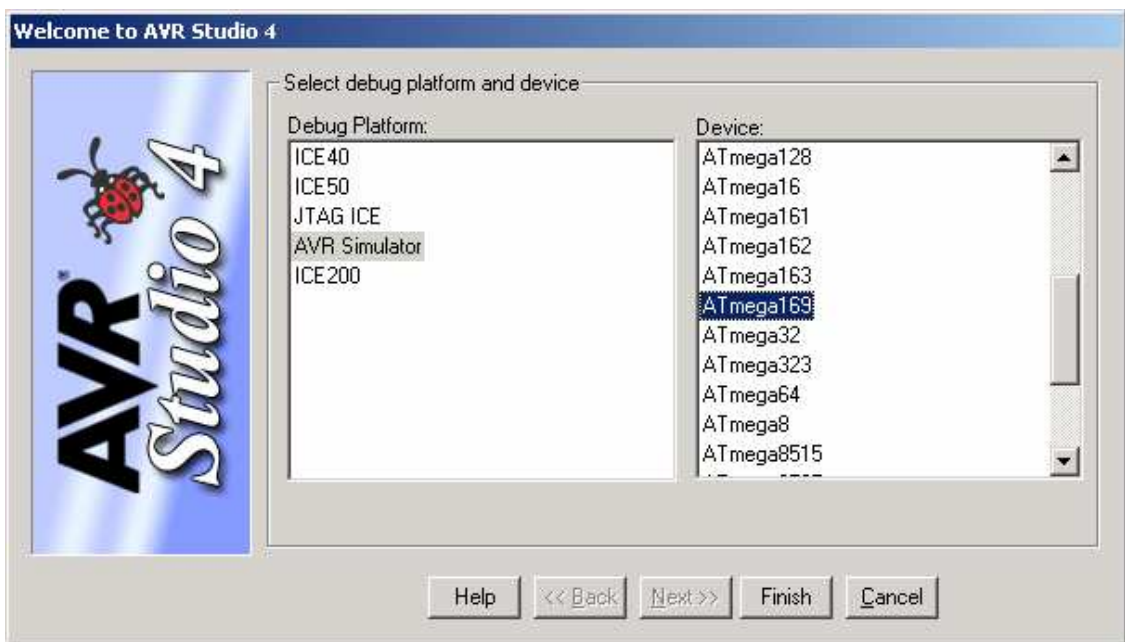 Welcome to AVR Studio 4
AVR®
Studio 4
Select debug platform and device
Debug Platform:
ICE40
ICE50
JTAG ICE
AVR Simulator
ICE200
Device:
ATmega128
ATmega16
ATmega161
ATmega162
ATmega163
ATmega169
ATmega32
ATmega323
ATmega64
ATmega8
ATmega8515
Help
<< Back
Next >>
Finish
Cancel